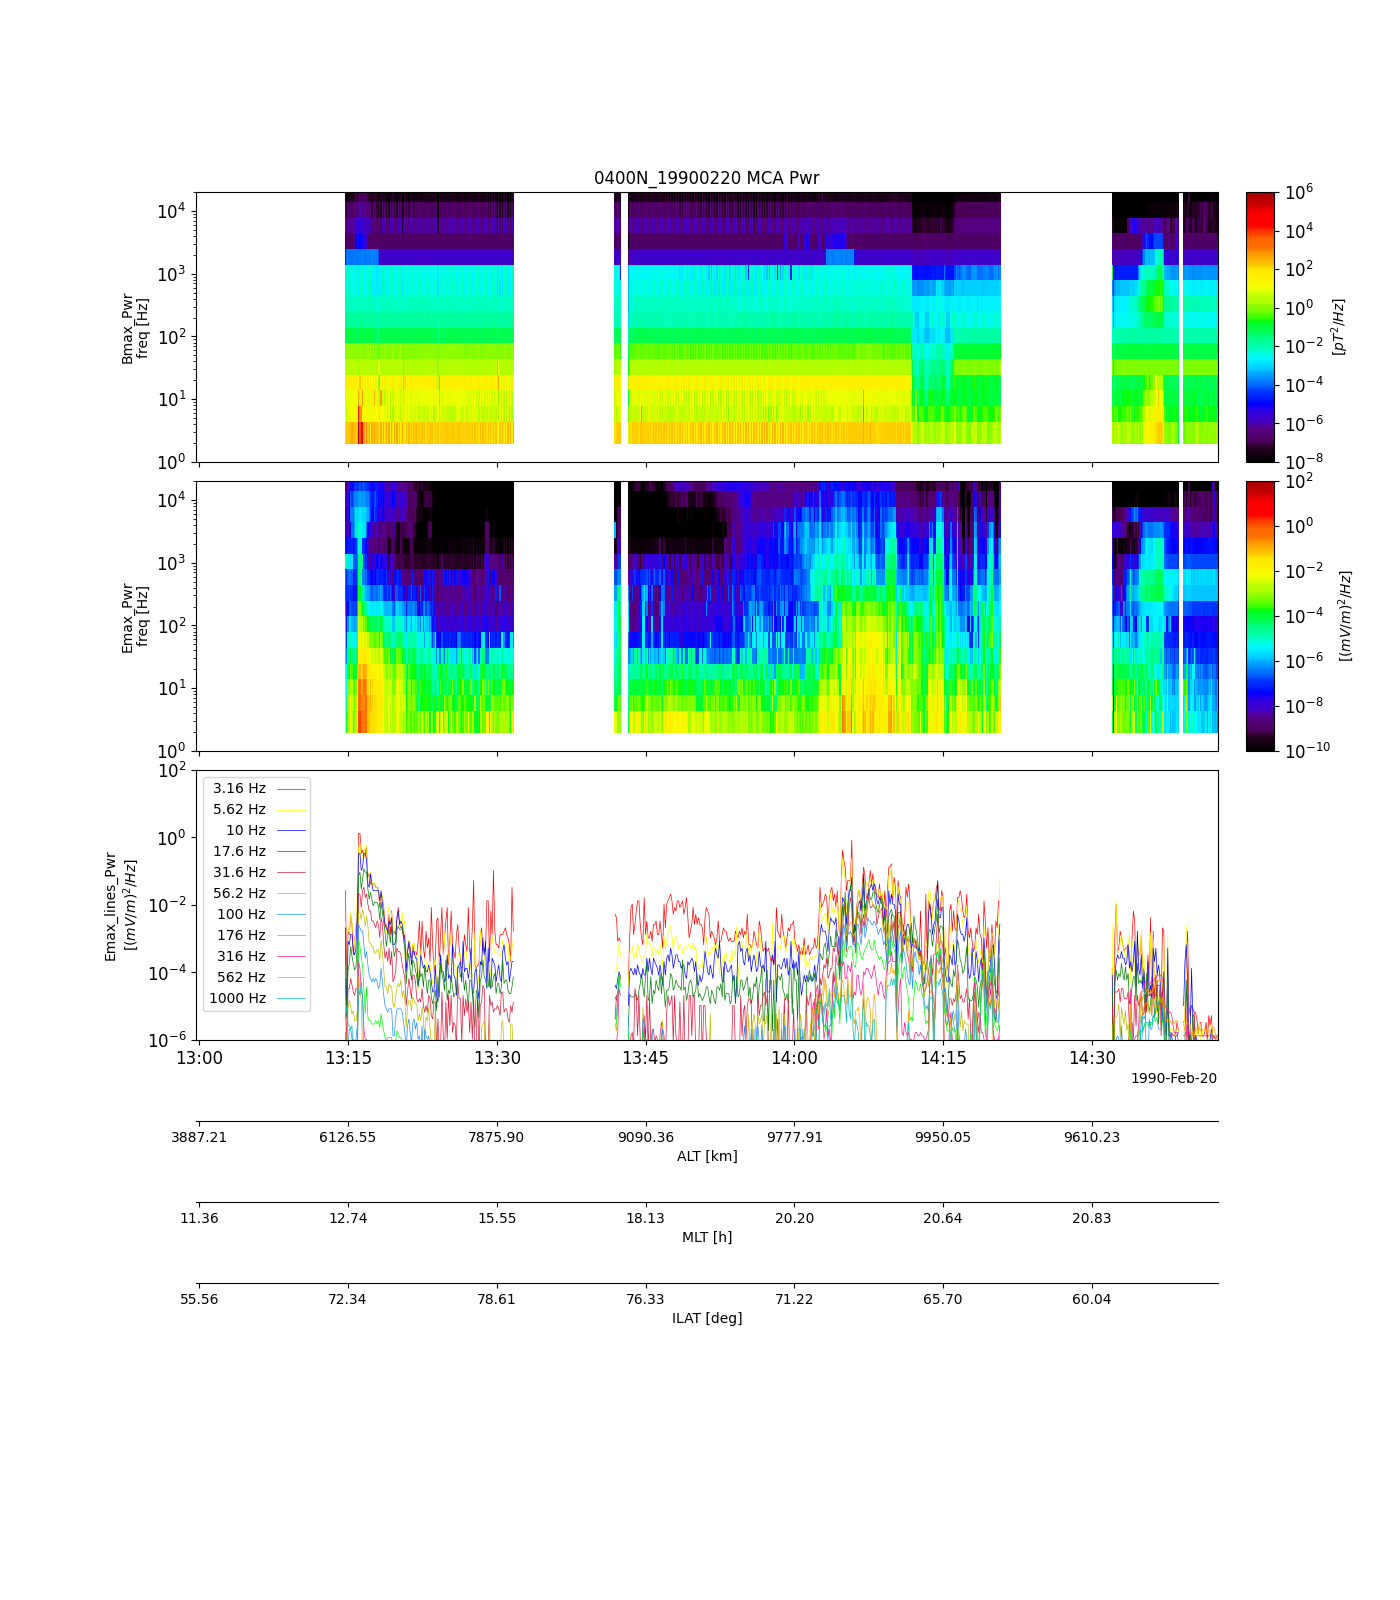 0400N_19900220 MCA Pwr
Bmax_Pwr
freq [Hz]
10^4
10^3
10^2
10^1
10^0
10^6
10^4
10^2
10^0
10^-2
10^-4
10^-6
10^-8
[pT^2/Hz]
Emax_Pwr
freq [Hz]
10^4
10^3
10^2
10^1
10^0
10^2
10^0
10^-2
10^-4
10^-6
10^-8
10^-10
[(mV/m)^2/Hz]
Emax_lines_Pwr
[(mV/m)^2/Hz]
10^2
10^0
10^-2
10^-4
10^-6
3.16 Hz
5.62 Hz
10 Hz
17.6 Hz
31.6 Hz
56.2 Hz
100 Hz
176 Hz
316 Hz
562 Hz
1000 Hz
13:00 13:15 13:30 13:45 14:00 14:15 14:30
1990-Feb-20
3887.21 6126.55 7875.90 9090.36 9777.91 9950.05 9610.23
ALT [km]
11.36 12.74 15.55 18.13 20.20 20.64 20.83
MLT [h]
55.56 72.34 78.61 76.33 71.22 65.70 60.04
ILAT [deg]